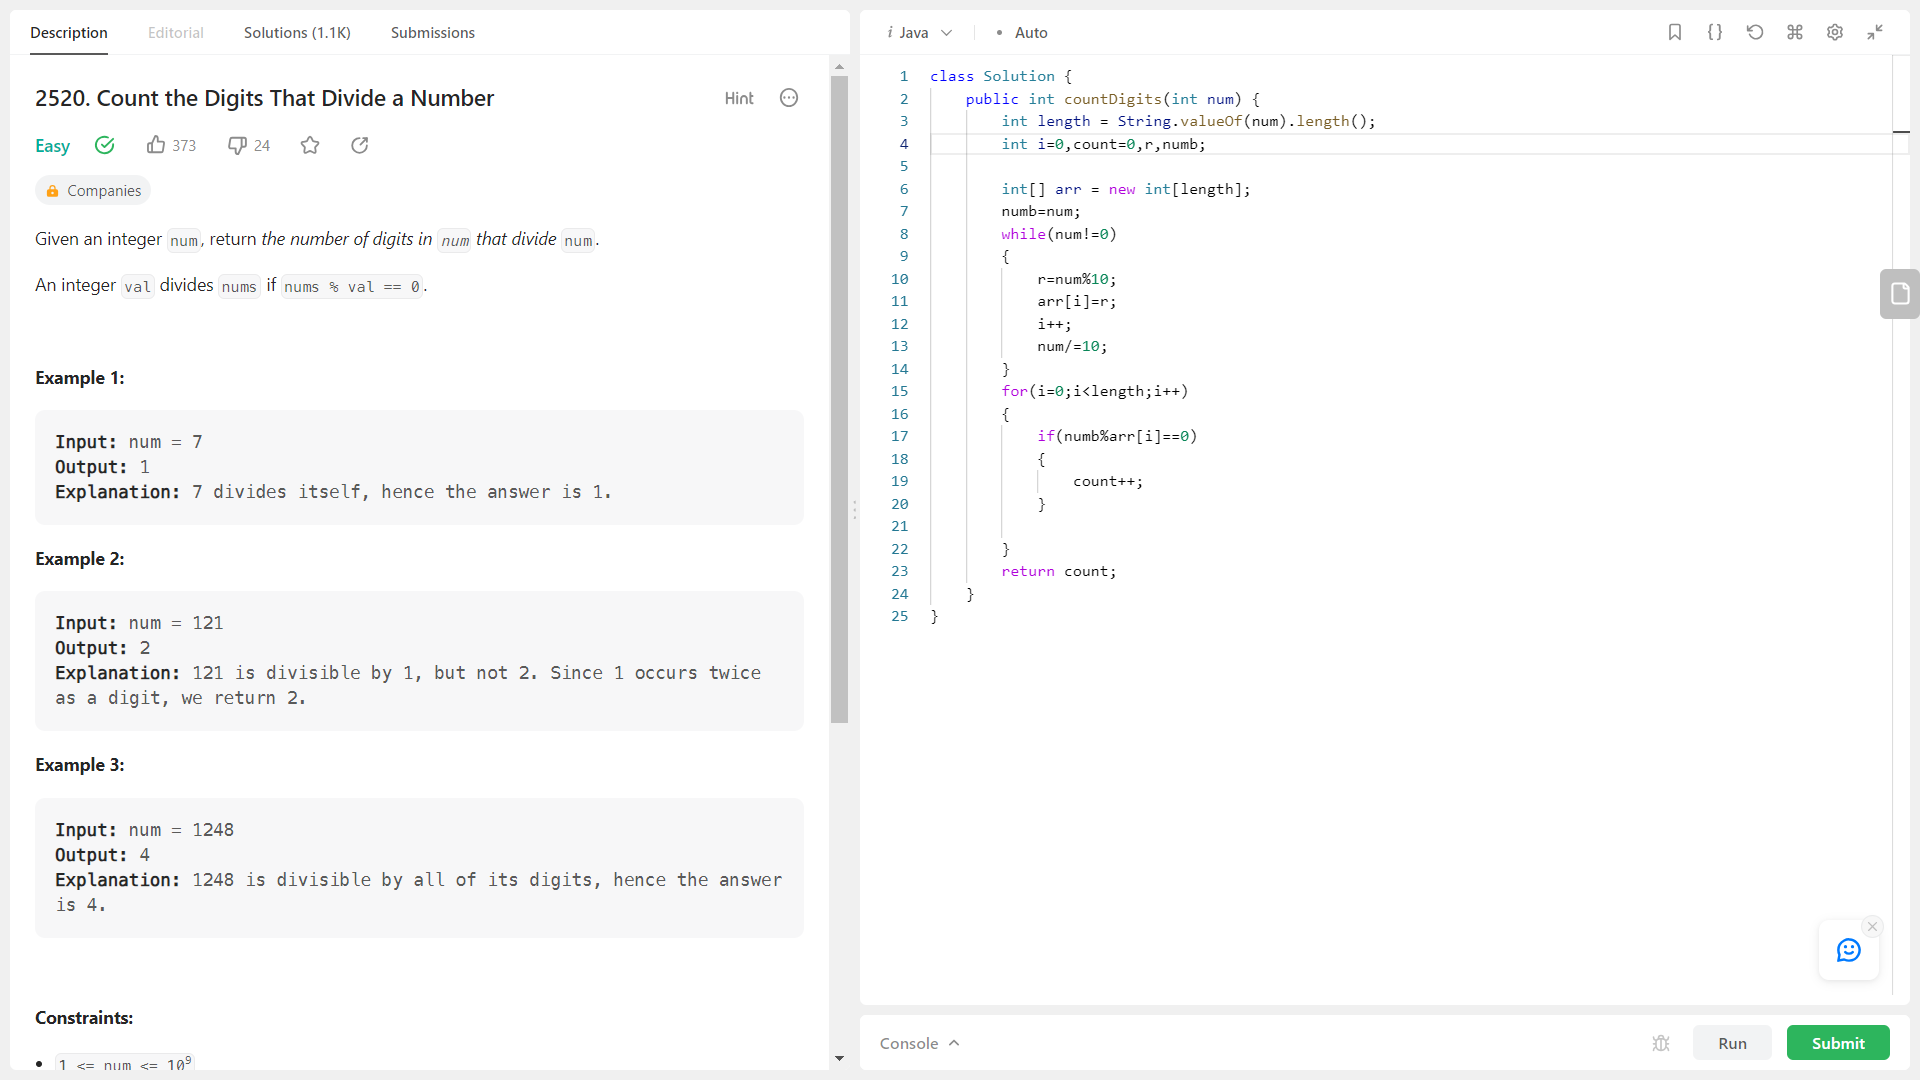 Description Editorial Solutions (1.1K) Submissions
2520. Count the Digits That Divide a Number Hint
Easy 373 24
Companies
Given an integer num, return the number of digits in num that divide num.
An integer val divides nums if nums % val == 0.
Example 1:
Input: num = 7
Output: 1
Explanation: 7 divides itself, hence the answer is 1.
Example 2:
Input: num = 121
Output: 2
Explanation: 121 is divisible by 1, but not 2. Since 1 occurs twice
as a digit, we return 2.
Example 3:
Input: num = 1248
Output: 4
Explanation: 1248 is divisible by all of its digits, hence the answer
is 4.
Constraints:
• 1 <= num <= 10⁹
i Java • Auto
1 class Solution {
2     public int countDigits(int num) {
3         int length = String.valueOf(num).length();
4         int i=0,count=0,r,numb;
5
6         int[] arr = new int[length];
7         numb=num;
8         while(num!=0)
9         {
10             r=num%10;
11             arr[i]=r;
12             i++;
13             num/=10;
14         }
15         for(i=0;i<length;i++)
16         {
17             if(numb%arr[i]==0)
18             {
19                 count++;
20             }
21
22         }
23         return count;
24     }
25 }
Console Run Submit